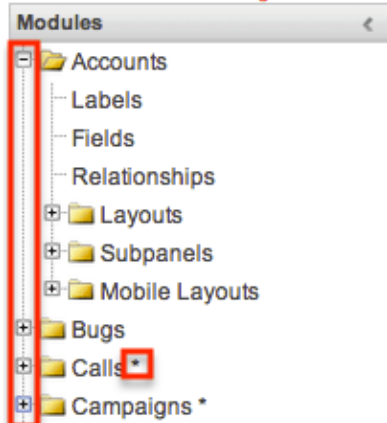 Modules
Accounts
Labels
Fields
Relationships
Layouts
Subpanels
Mobile Layouts
Bugs
Calls *
Campaigns *